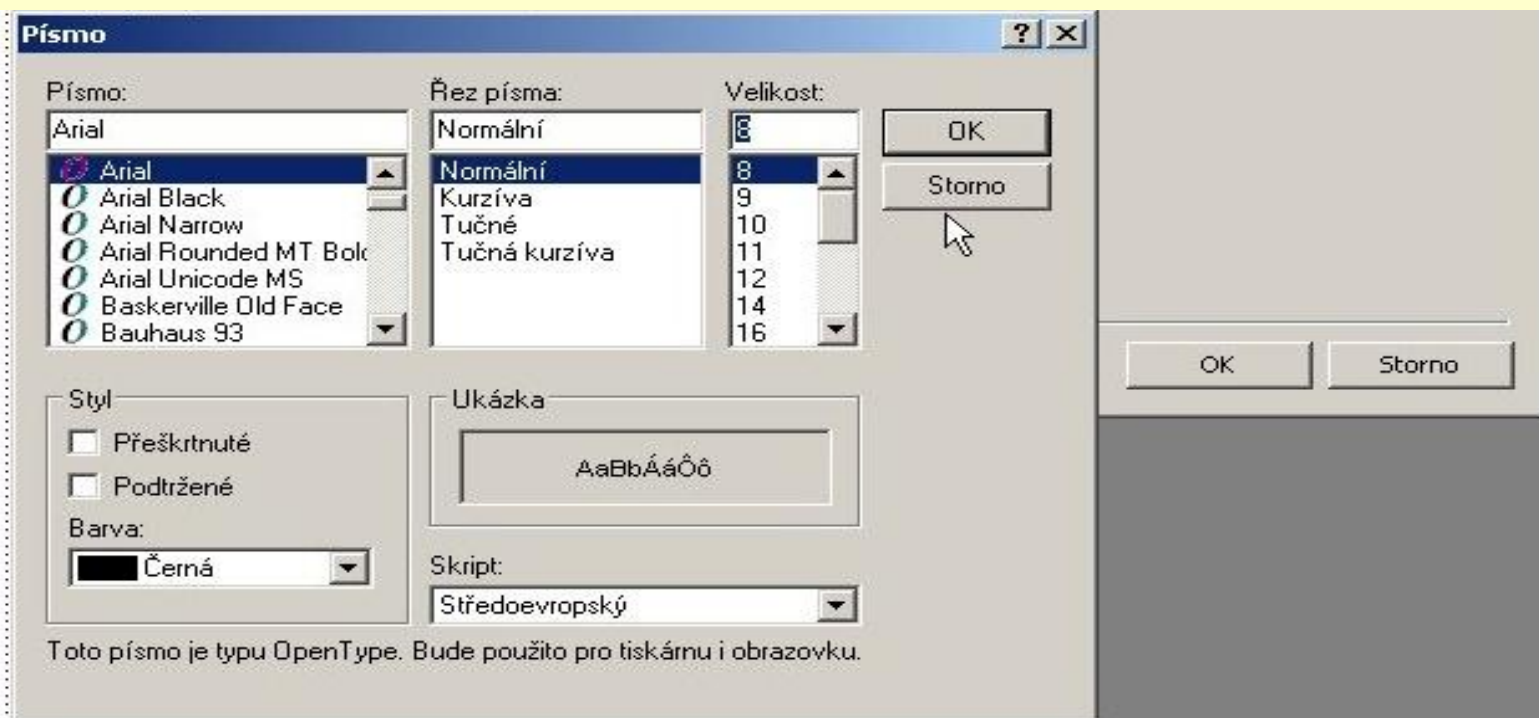 Písmo
Písmo:
Řez písma:
Velikost:
Arial
Normální
8
OK
Storno
Arial
Arial Black
Arial Narrow
Arial Rounded MT Bold
Arial Unicode MS
Baskerville Old Face
Bauhaus 93
Normální
Kurzíva
Tučné
Tučná kurzíva
8
9
10
11
12
14
16
OK
Storno
Styl
Přeškrtnuté
Podtržené
Barva:
Černá
Ukázka
AaBbÁáÔô
Skript:
Středoevropský
Toto písmo je typu OpenType. Bude použito pro tiskárnu i obrazovku.